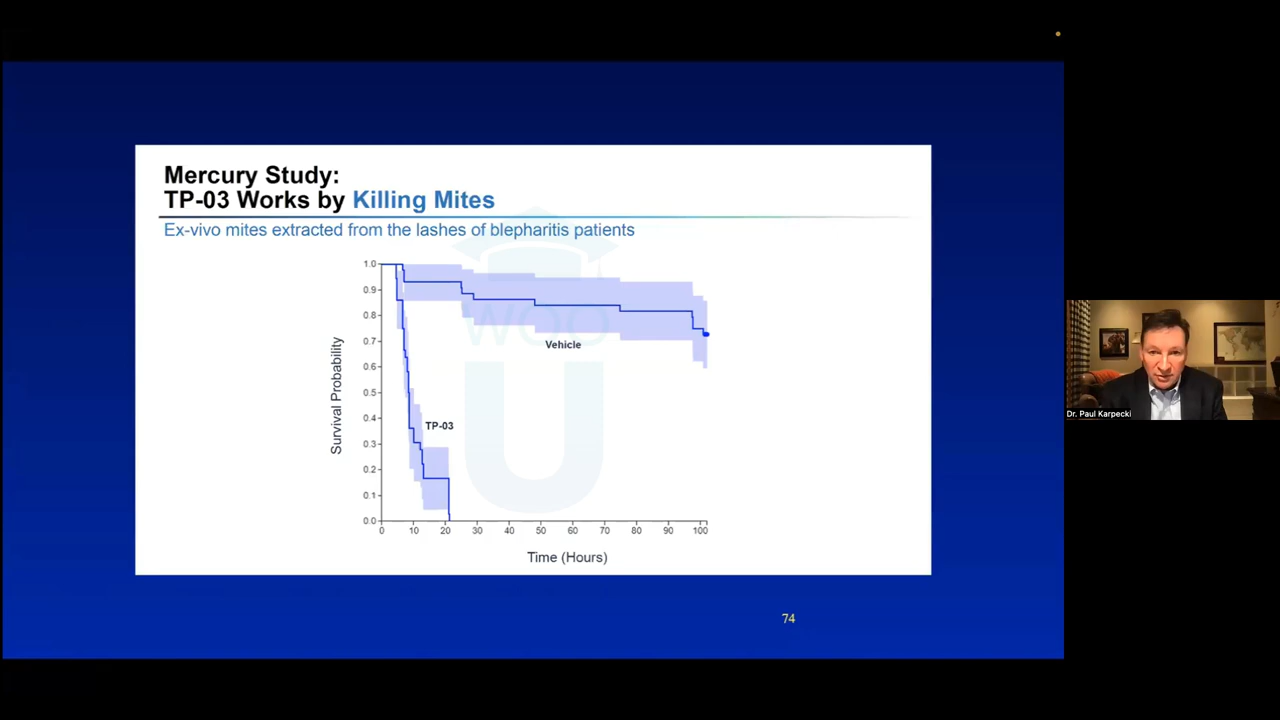 Mercury Study:
TP-03 Works by Killing Mites
Ex-vivo mites extracted from the lashes of blepharitis patients
1.0
0.9
0.8
0.7
0.6
0.5
0.4
0.3
0.2
0.1
0.0
Survival Probability
WOO
U
Vehicle
TP-03
0 10 20 30 40 50 60 70 80 90 100
Time (Hours)
74
Dr. Paul Karpecki